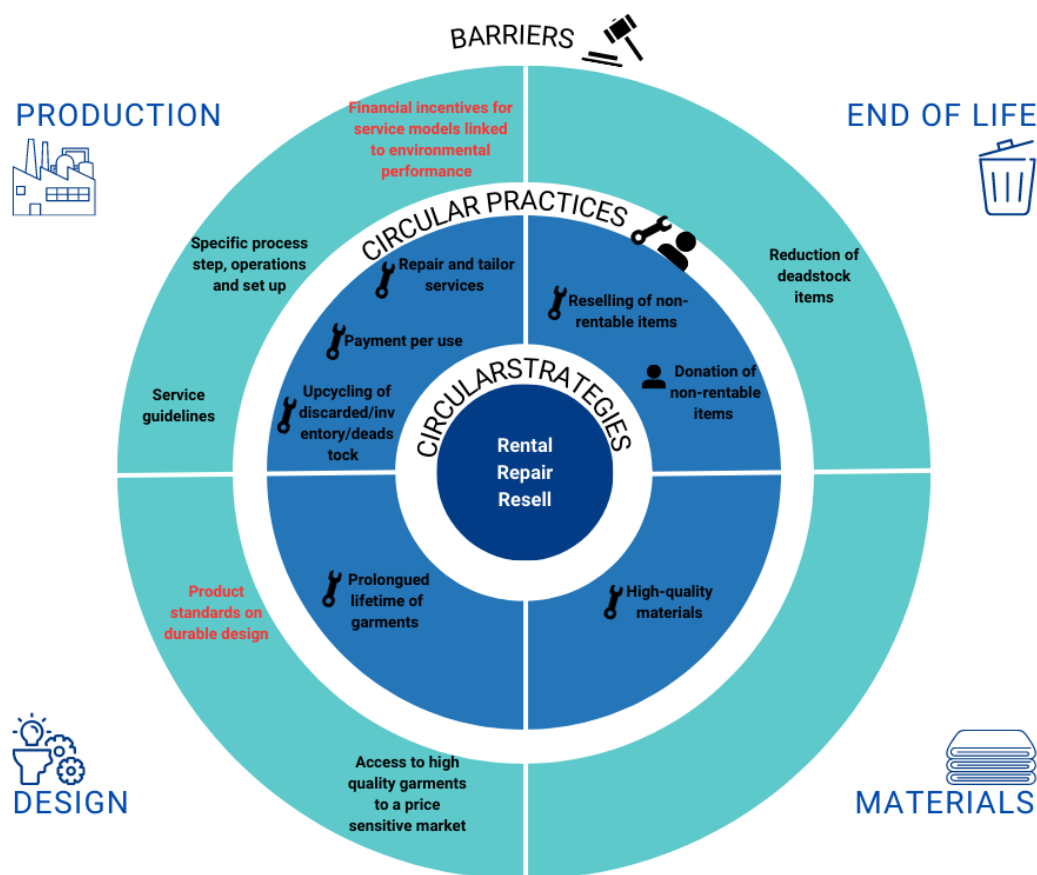 BARRIERS
PRODUCTION
END OF LIFE
Financial incentives for
service models linked
to environmental
performance
CIRCULAR PRACTICES
Specific process
step, operations
and set up
Reduction of
deadstock
items
Repair and tailor
services
Reselling of non-
rentable items
Payment per use
Donation of
non-rentable
items
Service
guidelines
Upcycling of
discarded/inv
entory/deads
tock
CIRCULARSTRATEGIES
Rental
Repair
Resell
Product
standards on
durable design
Prolongued
lifetime of
garments
High-quality
materials
Access to high
quality garments
to a price
sensitive market
DESIGN
MATERIALS